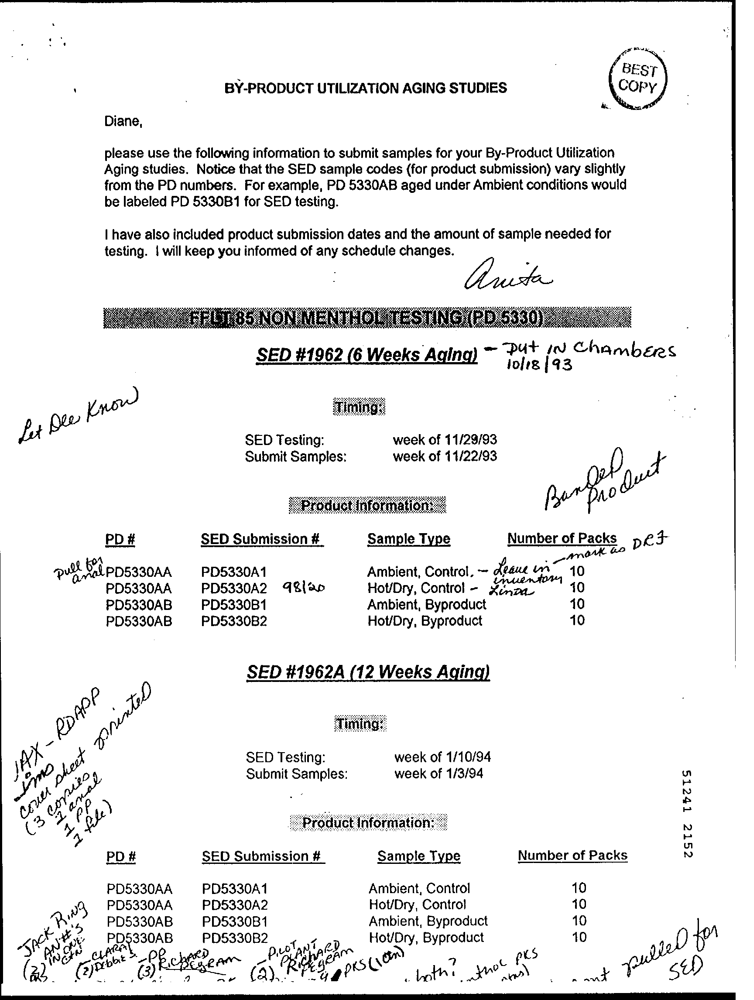 BEST
COPY
BY-PRODUCT UTILIZATION AGING STUDIES
Diane,
please use the following information to submit samples for your By-Product Utilization
Aging studies. Notice that the SED sample codes (for product submission) vary slightly
from the PD numbers. For example, PD 5330AB aged under Ambient conditions would
be labeled PD 5330B1 for SED testing.
I have also included product submission dates and the amount of sample needed for
testing. I will keep you informed of any schedule changes.
Anita
FFLT 85 NON MENTHOL TESTING (PD 5330)
SED #1962 (6 Weeks Aging) - Put IN ChambERS
10/18/93
Let Dee Know
Timing:
SED Testing: week of 11/29/93
Submit Samples: week of 11/22/93
Banded
Product
Product Information:
PD # SED Submission # Sample Type Number of Packs
- mark as
Pull for
anal PD5330AA PD5330A1 Ambient, Control. - Leave in 10
inventory
PD5330AA PD5330A2 98/20 Hot/Dry, Control - Linda 10
PD5330AB PD5330B1 Ambient, Byproduct 10
PD5330AB PD5330B2 Hot/Dry, Byproduct 10
SED #1962A (12 Weeks Aging)
JAX - RDAPP
Lims
cover sheet printed
(3 copies
1 anal
1 PP
1 file)
Timing:
SED Testing: week of 1/10/94
Submit Samples: week of 1/3/94
51241 2152
Product Information:
PD # SED Submission # Sample Type Number of Packs
PD5330AA PD5330A1 Ambient, Control 10
PD5330AA PD5330A2 Hot/Dry, Control 10
PD5330AB PD5330B1 Ambient, Byproduct 10
PD5330AB PD5330B2 Hot/Dry, Byproduct 10
JACK RING
IN ONE
(2)
- CLARA
(2) Debbie's
- PP
(3) Richard
Pegram
- PILOT
PLANT
(2) Richard
Pegram
4 PKS (1 ctn)
both?
pks
pulled for
SED